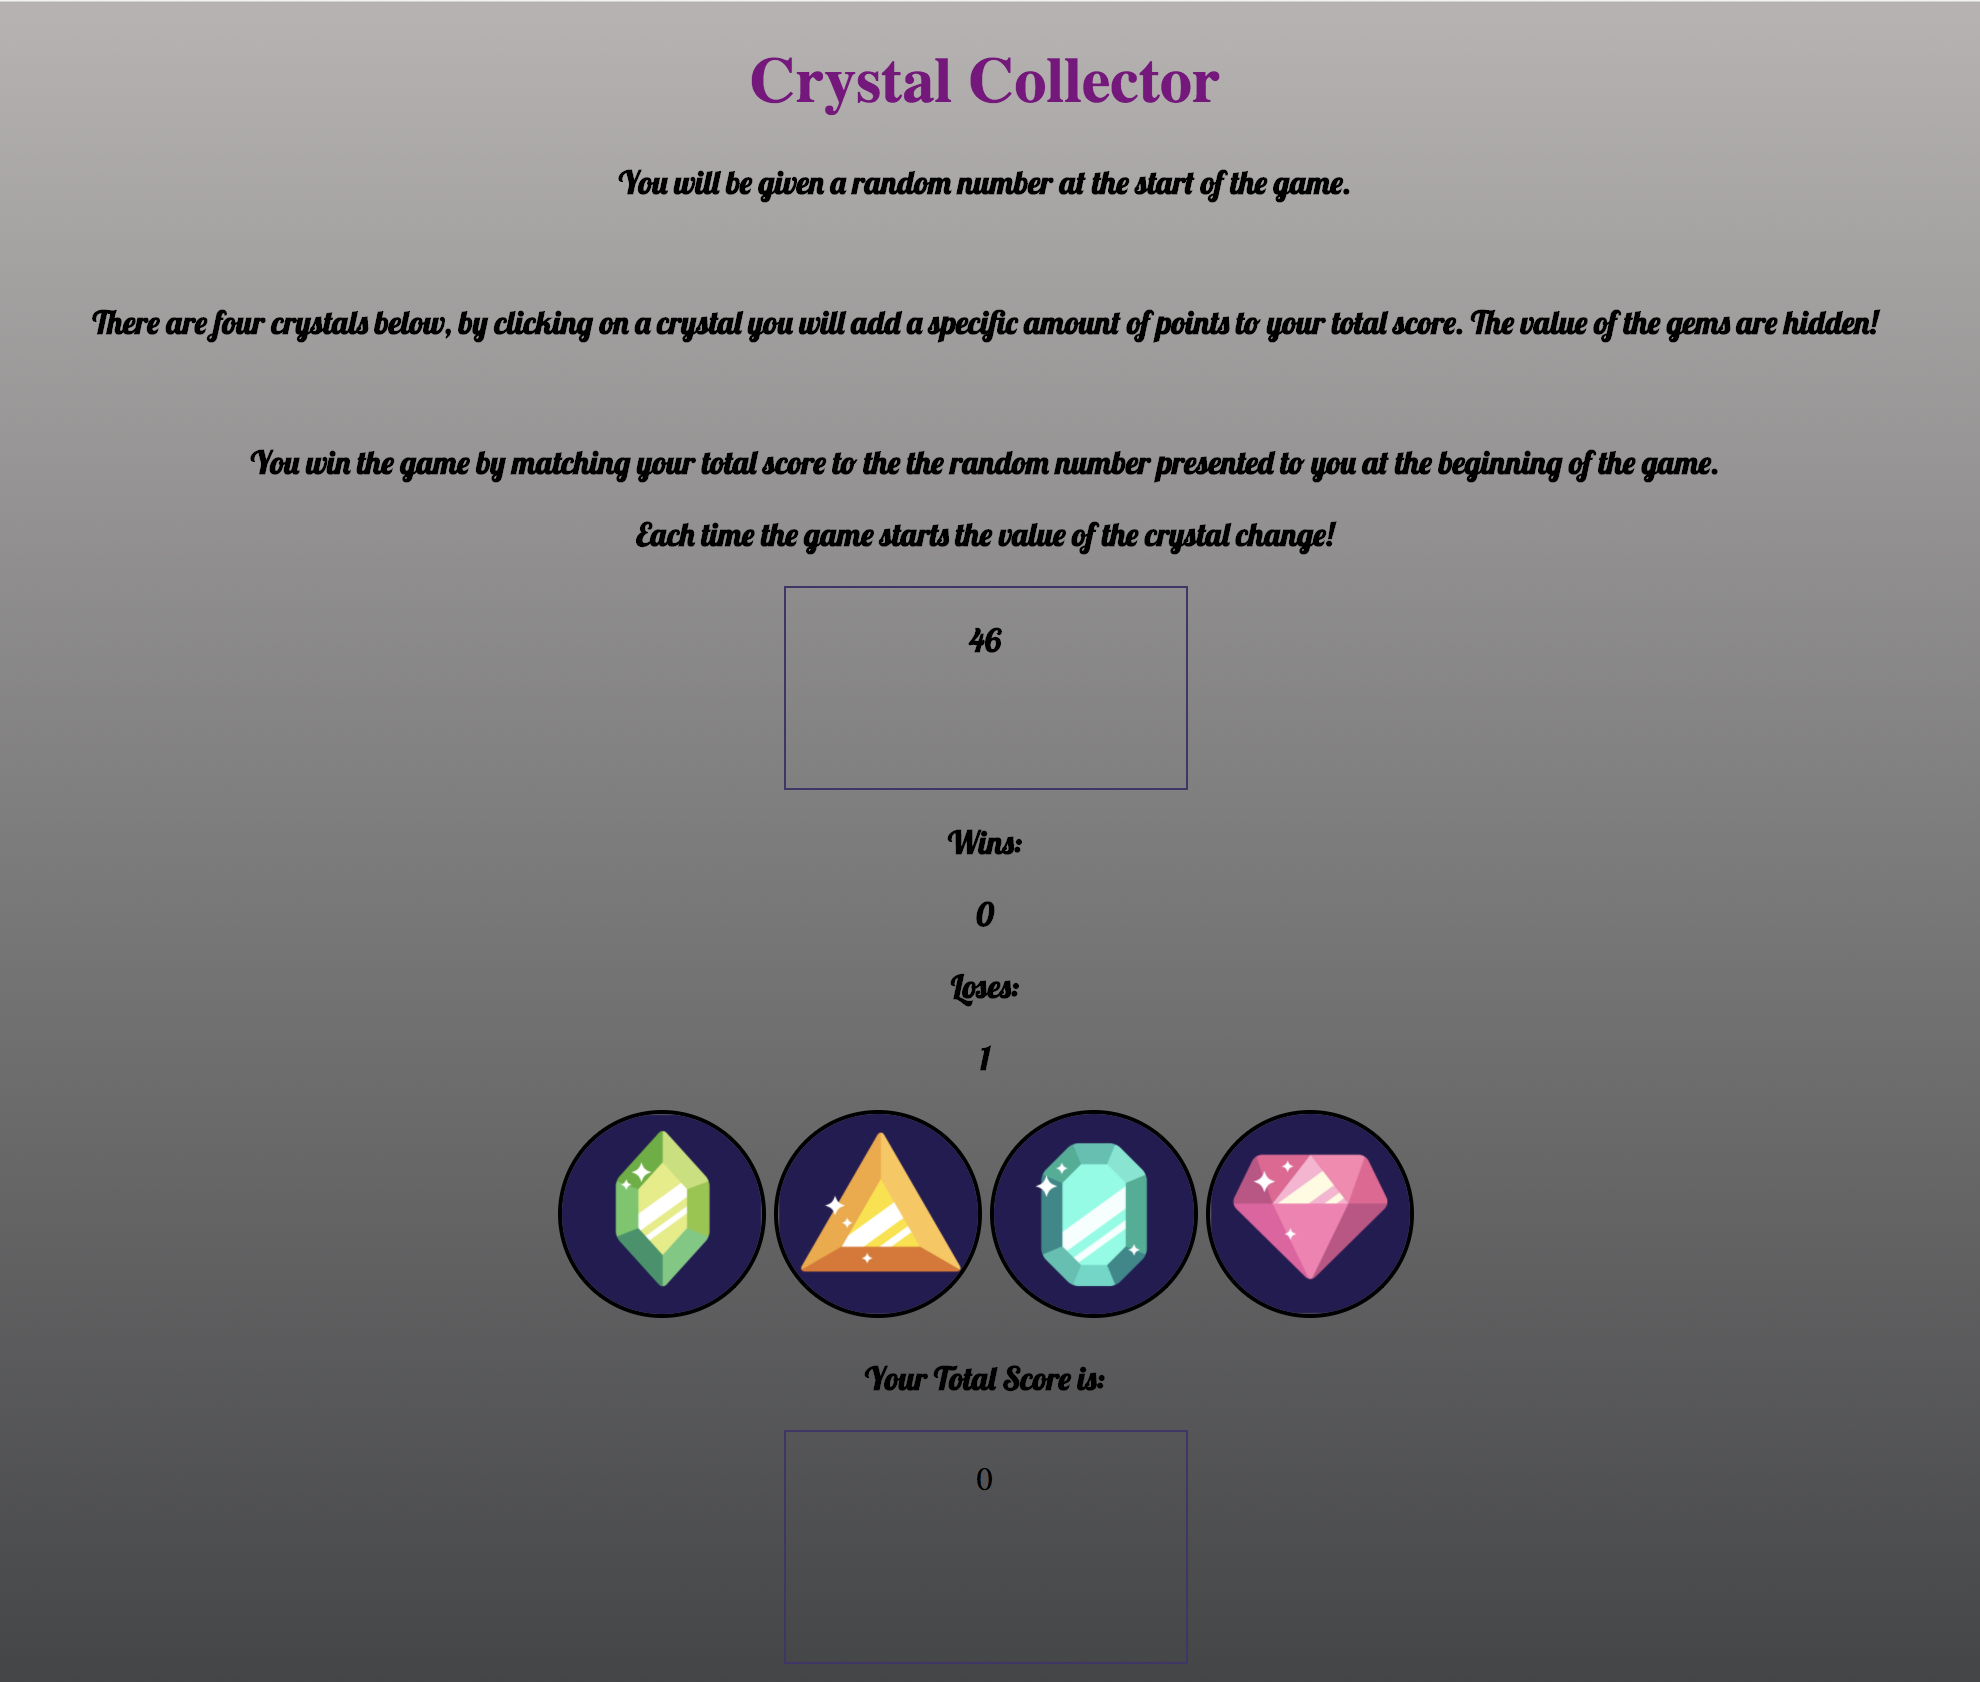 Crystal Collector
You will be given a random number at the start of the game.
There are four crystals below, by clicking on a crystal you will add a specific amount of points to your total score. The value of the gems are hidden!
You win the game by matching your total score to the the random number presented to you at the beginning of the game.
Each time the game starts the value of the crystal change!
46
Wins:
0
Loses:
1
Your Total Score is:
0